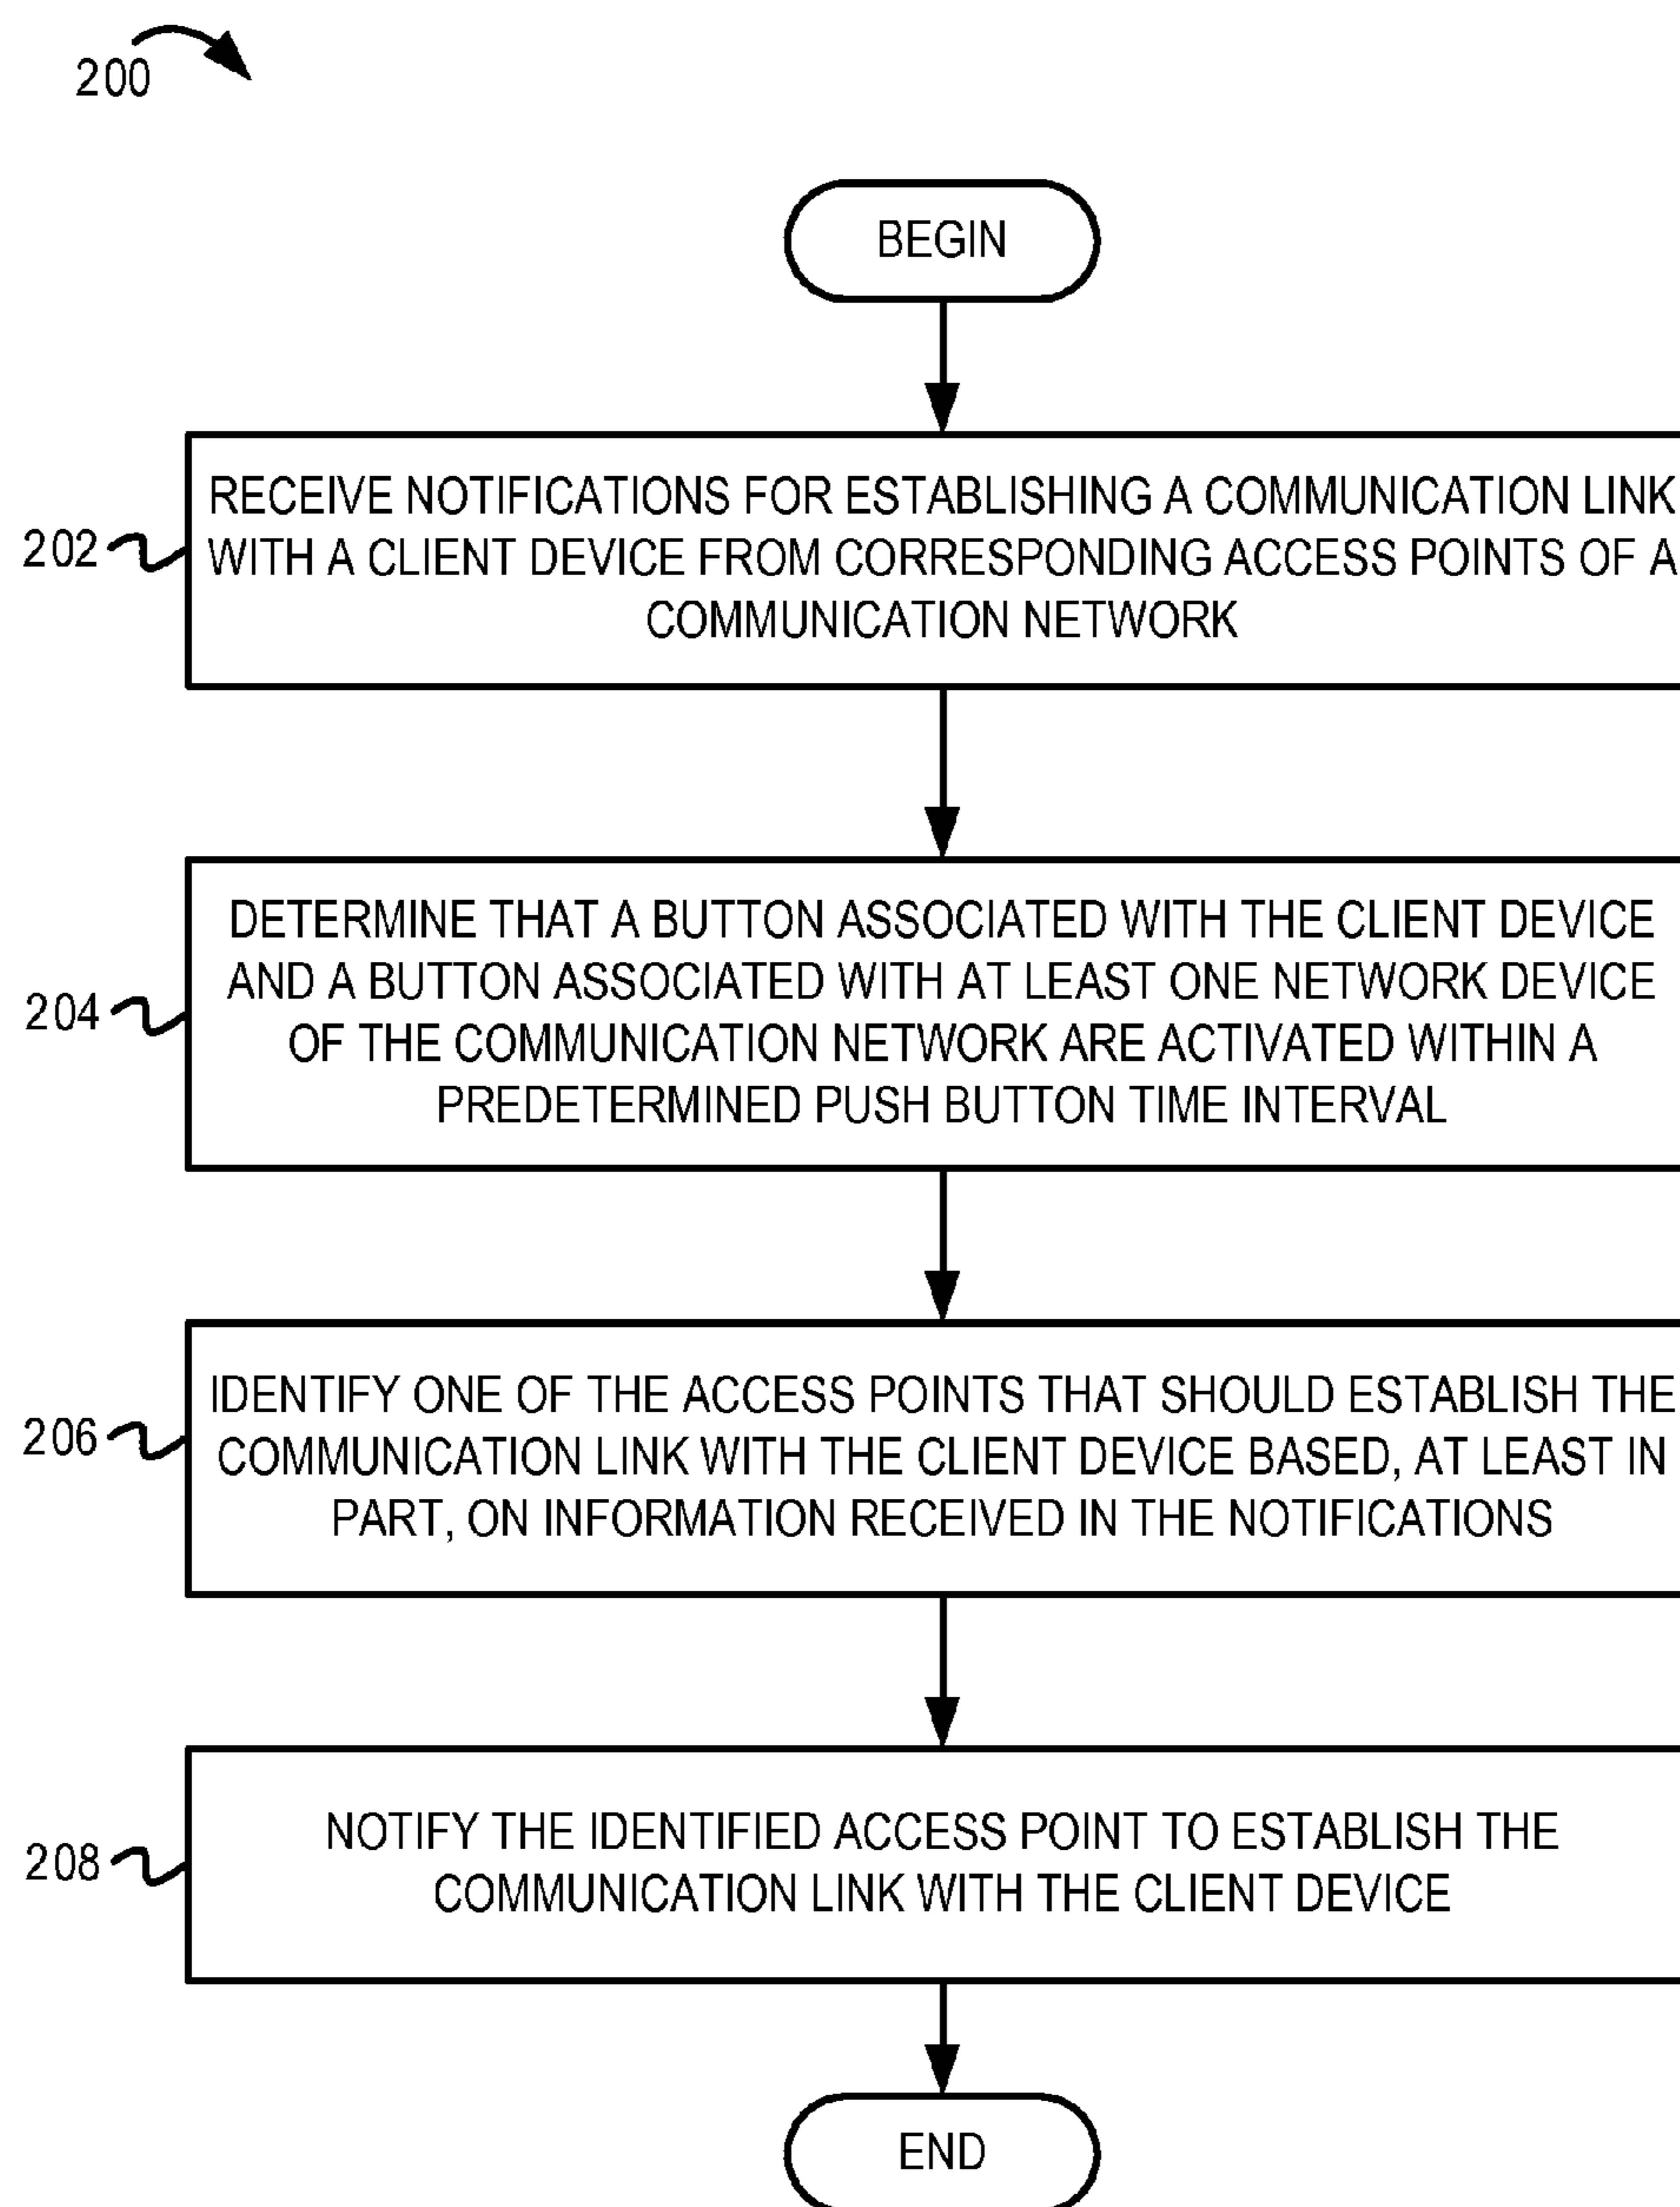 200
BEGIN
202
RECEIVE NOTIFICATIONS FOR ESTABLISHING A COMMUNICATION LINK
WITH A CLIENT DEVICE FROM CORRESPONDING ACCESS POINTS OF A
COMMUNICATION NETWORK
204
DETERMINE THAT A BUTTON ASSOCIATED WITH THE CLIENT DEVICE
AND A BUTTON ASSOCIATED WITH AT LEAST ONE NETWORK DEVICE
OF THE COMMUNICATION NETWORK ARE ACTIVATED WITHIN A
PREDETERMINED PUSH BUTTON TIME INTERVAL
206
IDENTIFY ONE OF THE ACCESS POINTS THAT SHOULD ESTABLISH THE
COMMUNICATION LINK WITH THE CLIENT DEVICE BASED, AT LEAST IN
PART, ON INFORMATION RECEIVED IN THE NOTIFICATIONS
208
NOTIFY THE IDENTIFIED ACCESS POINT TO ESTABLISH THE
COMMUNICATION LINK WITH THE CLIENT DEVICE
END